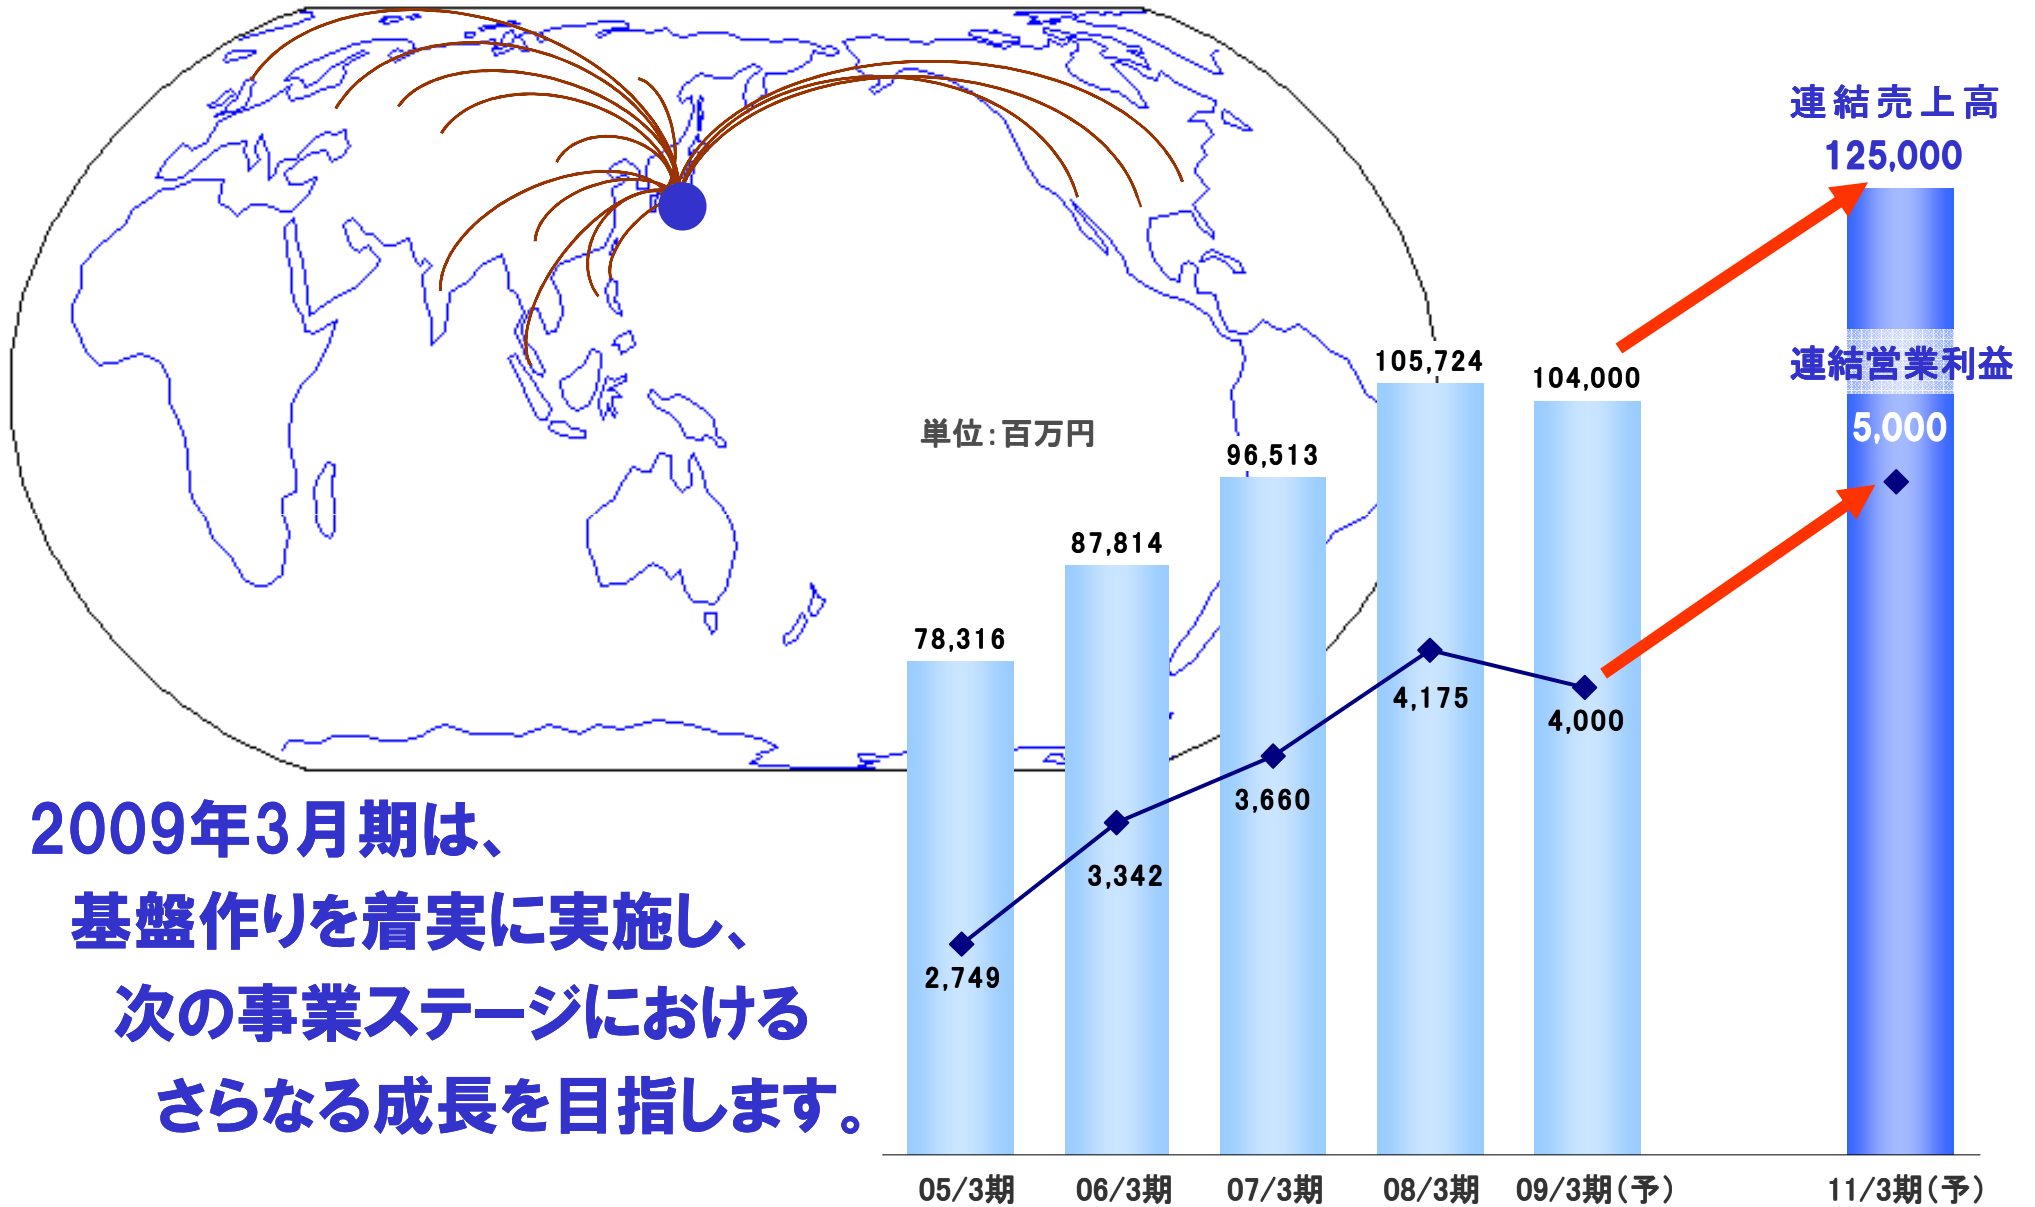 連結売上高
125,000
連結営業利益
5,000
単位：百万円
78,316
87,814
96,513
105,724
104,000
2,749
3,342
3,660
4,175
4,000
05/3期
06/3期
07/3期
08/3期
09/3期（予）
11/3期（予）
2009年3月期は、
基盤作りを着実に実施し、
次の事業ステージにおける
さらなる成長を目指します。